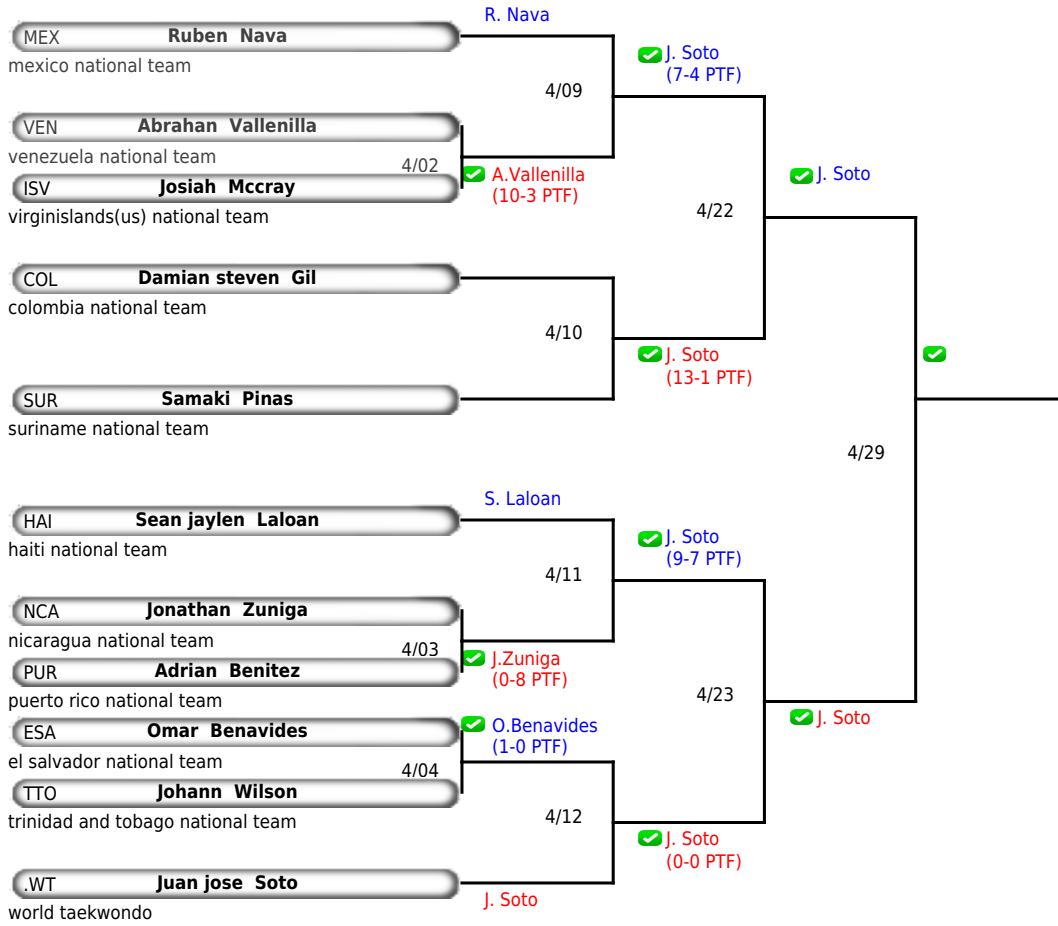 R. Nava
MEX Ruben Nava
mexico national team
J. Soto
(7-4 PTF)
4/09
VEN Abrahan Vallenilla
venezuela national team
4/02
A.Vallenilla
(10-3 PTF)
ISV Josiah Mccray
virginislands(us) national team
J. Soto
4/22
COL Damian steven Gil
colombia national team
4/10
J. Soto
(13-1 PTF)
SUR Samaki Pinas
suriname national team
4/29
S. Laloan
HAI Sean jaylen Laloan
haiti national team
J. Soto
(9-7 PTF)
4/11
NCA Jonathan Zuniga
nicaragua national team
4/03
J.Zuniga
(0-8 PTF)
PUR Adrian Benitez
puerto rico national team
4/23
J. Soto
ESA Omar Benavides
el salvador national team
O.Benavides
(1-0 PTF)
4/04
TTO Johann Wilson
trinidad and tobago national team
4/12
J. Soto
(0-0 PTF)
.WT Juan jose Soto
world taekwondo
J. Soto